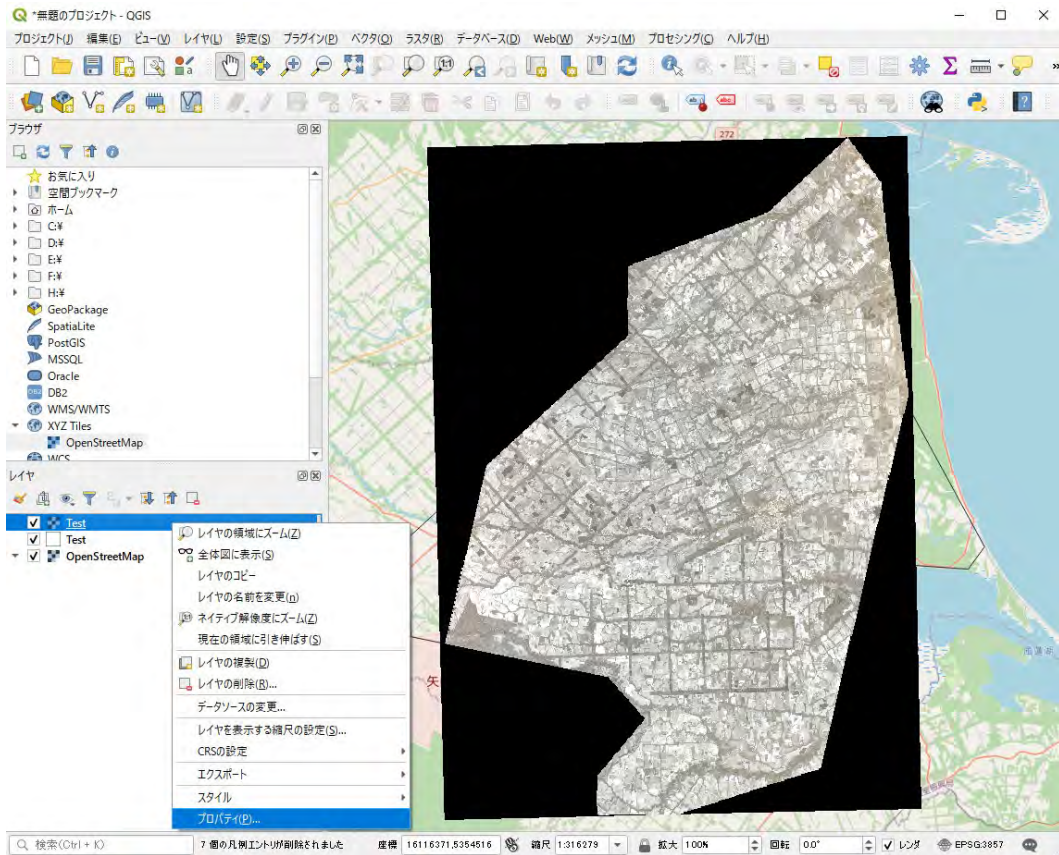 *無題のプロジェクト - QGIS
プロジェクト(J) 編集(E) ビュー(V) レイヤ(L) 設定(S) プラグイン(P) ベクタ(O) ラスタ(R) データベース(D) Web(W) メッシュ(M) プロセシング(C) ヘルプ(H)
ブラウザ
お気に入り
空間ブックマーク
ホーム
C:¥
D:¥
E:¥
F:¥
H:¥
GeoPackage
SpatiaLite
PostGIS
MSSQL
Oracle
DB2
WMS/WMTS
XYZ Tiles
OpenStreetMap
WCS
レイヤ
Test
Test
OpenStreetMap
レイヤの領域にズーム(Z)
全体図に表示(S)
レイヤのコピー
レイヤの名前を変更(n)
ネイティブ解像度にズーム(Z)
現在の領域に引き伸ばす(S)
レイヤの複製(D)
レイヤの削除(R)...
データソースの変更...
レイヤを表示する縮尺の設定(S)...
CRSの設定
エクスポート
スタイル
プロパティ(P)...
272
矢
検索(Ctrl + K) 7 個の凡例エントリが削除されました 座標 16116371,5354516 縮尺 1:316279 拡大 100% 回転 0.0° レンダ EPSG:3857